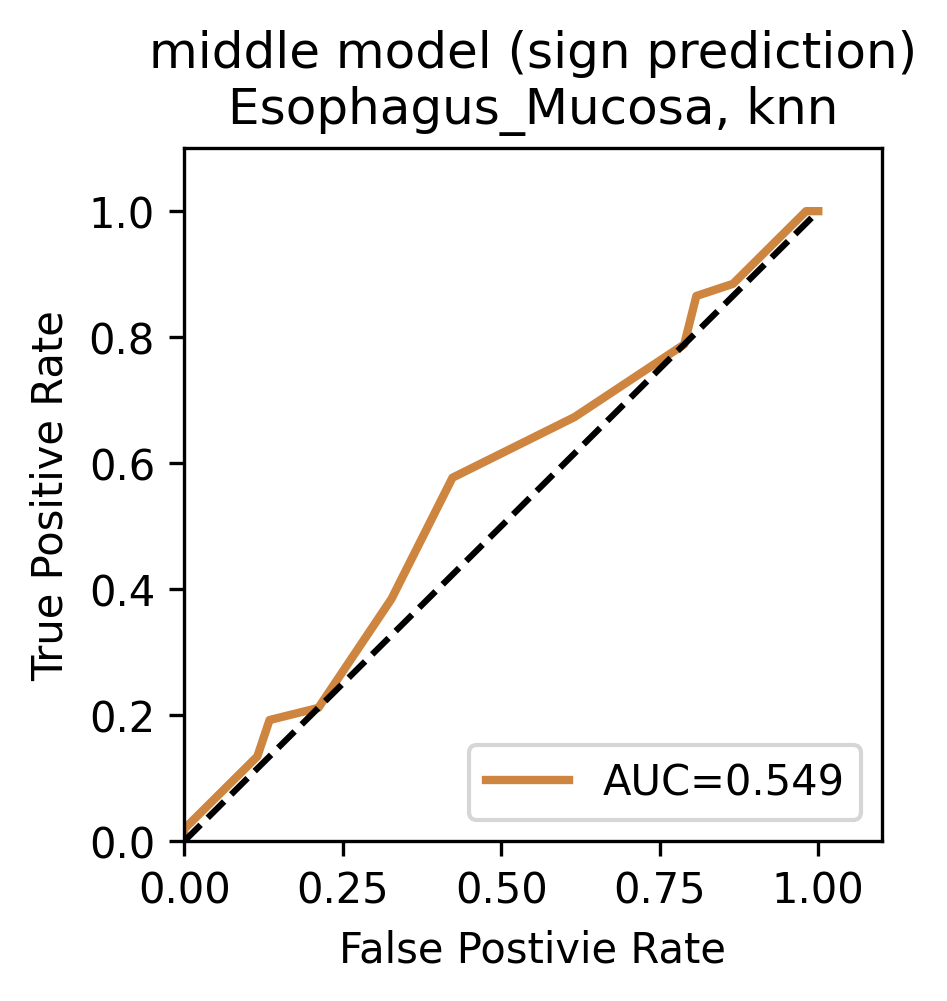 middle model (sign prediction)
Esophagus_Mucosa, knn
True Positive Rate
1.0
0.8
0.6
0.4
0.2
0.0
AUC=0.549
0.00 0.25 0.50 0.75 1.00
False Postivie Rate